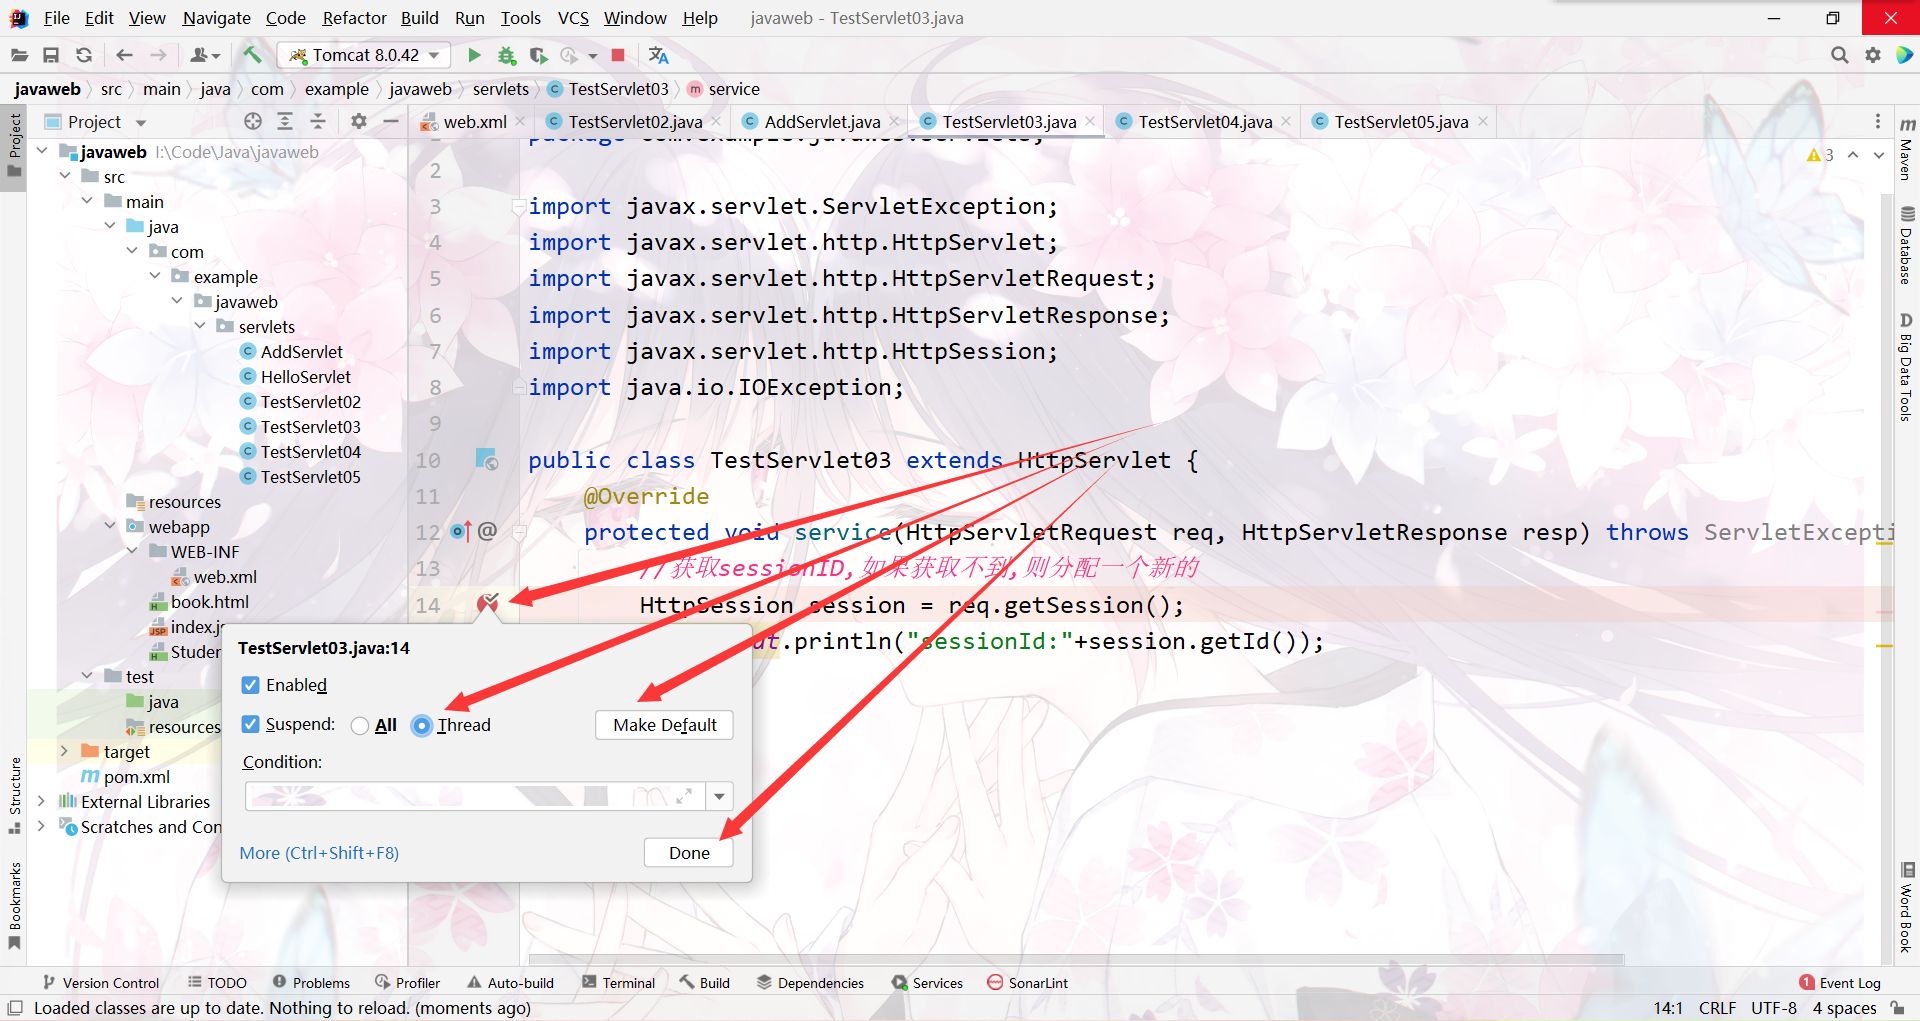 File Edit View Navigate Code Refactor Build Run Tools VCS Window Help javaweb - TestServlet03.java
Tomcat 8.0.42
javaweb src main java com example javaweb servlets TestServlet03 service
Project
web.xml TestServlet02.java AddServlet.java TestServlet03.java TestServlet04.java TestServlet05.java
Project
javaweb I:\Code\Java\javaweb
src
main
java
com
example
javaweb
servlets
AddServlet
HelloServlet
TestServlet02
TestServlet03
TestServlet04
TestServlet05
resources
webapp
WEB-INF
web.xml
book.html
index.js
Studer
test
java
resources
target
pom.xml
External Libraries
Scratches and Con
Structure
Bookmarks
3
2
3 import javax.servlet.ServletException;
4 import javax.servlet.http.HttpServlet;
5 import javax.servlet.http.HttpServletRequest;
6 import javax.servlet.http.HttpServletResponse;
7 import javax.servlet.http.HttpSession;
8 import java.io.IOException;
9
10 public class TestServlet03 extends HttpServlet {
11 @Override
12 protected void service(HttpServletRequest req, HttpServletResponse resp) throws ServletExcepti
13 //获取sessionID,如果获取不到,则分配一个新的
14 HttpSession session = req.getSession();
ut.println("sessionId:"+session.getId());
TestServlet03.java:14
Enabled
Suspend: All Thread Make Default
Condition:
More (Ctrl+Shift+F8) Done
Maven
Database
Big Data Tools
Word Book
Version Control TODO Problems Profiler Auto-build Terminal Build Dependencies Services SonarLint 1 Event Log
Loaded classes are up to date. Nothing to reload. (moments ago) 14:1 CRLF UTF-8 4 spaces